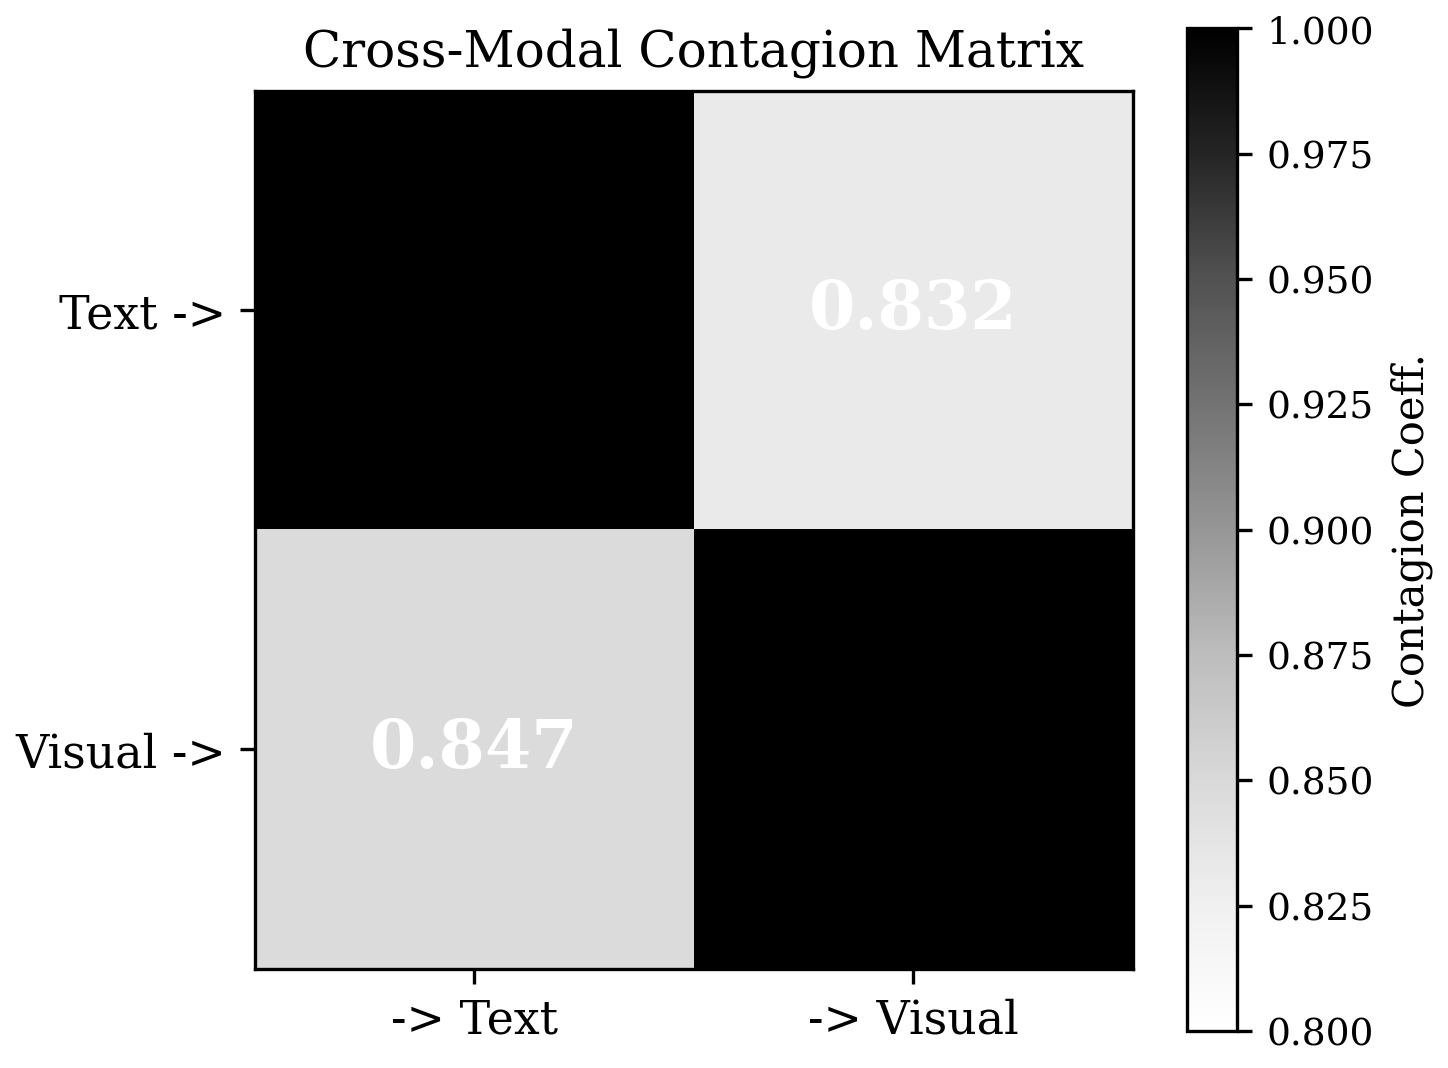 Cross-Modal Contagion Matrix
Text ->
Visual ->
0.832
0.847
-> Text
-> Visual
1.000
0.975
0.950
0.925
0.900
0.875
0.850
0.825
0.800
Contagion Coeff.